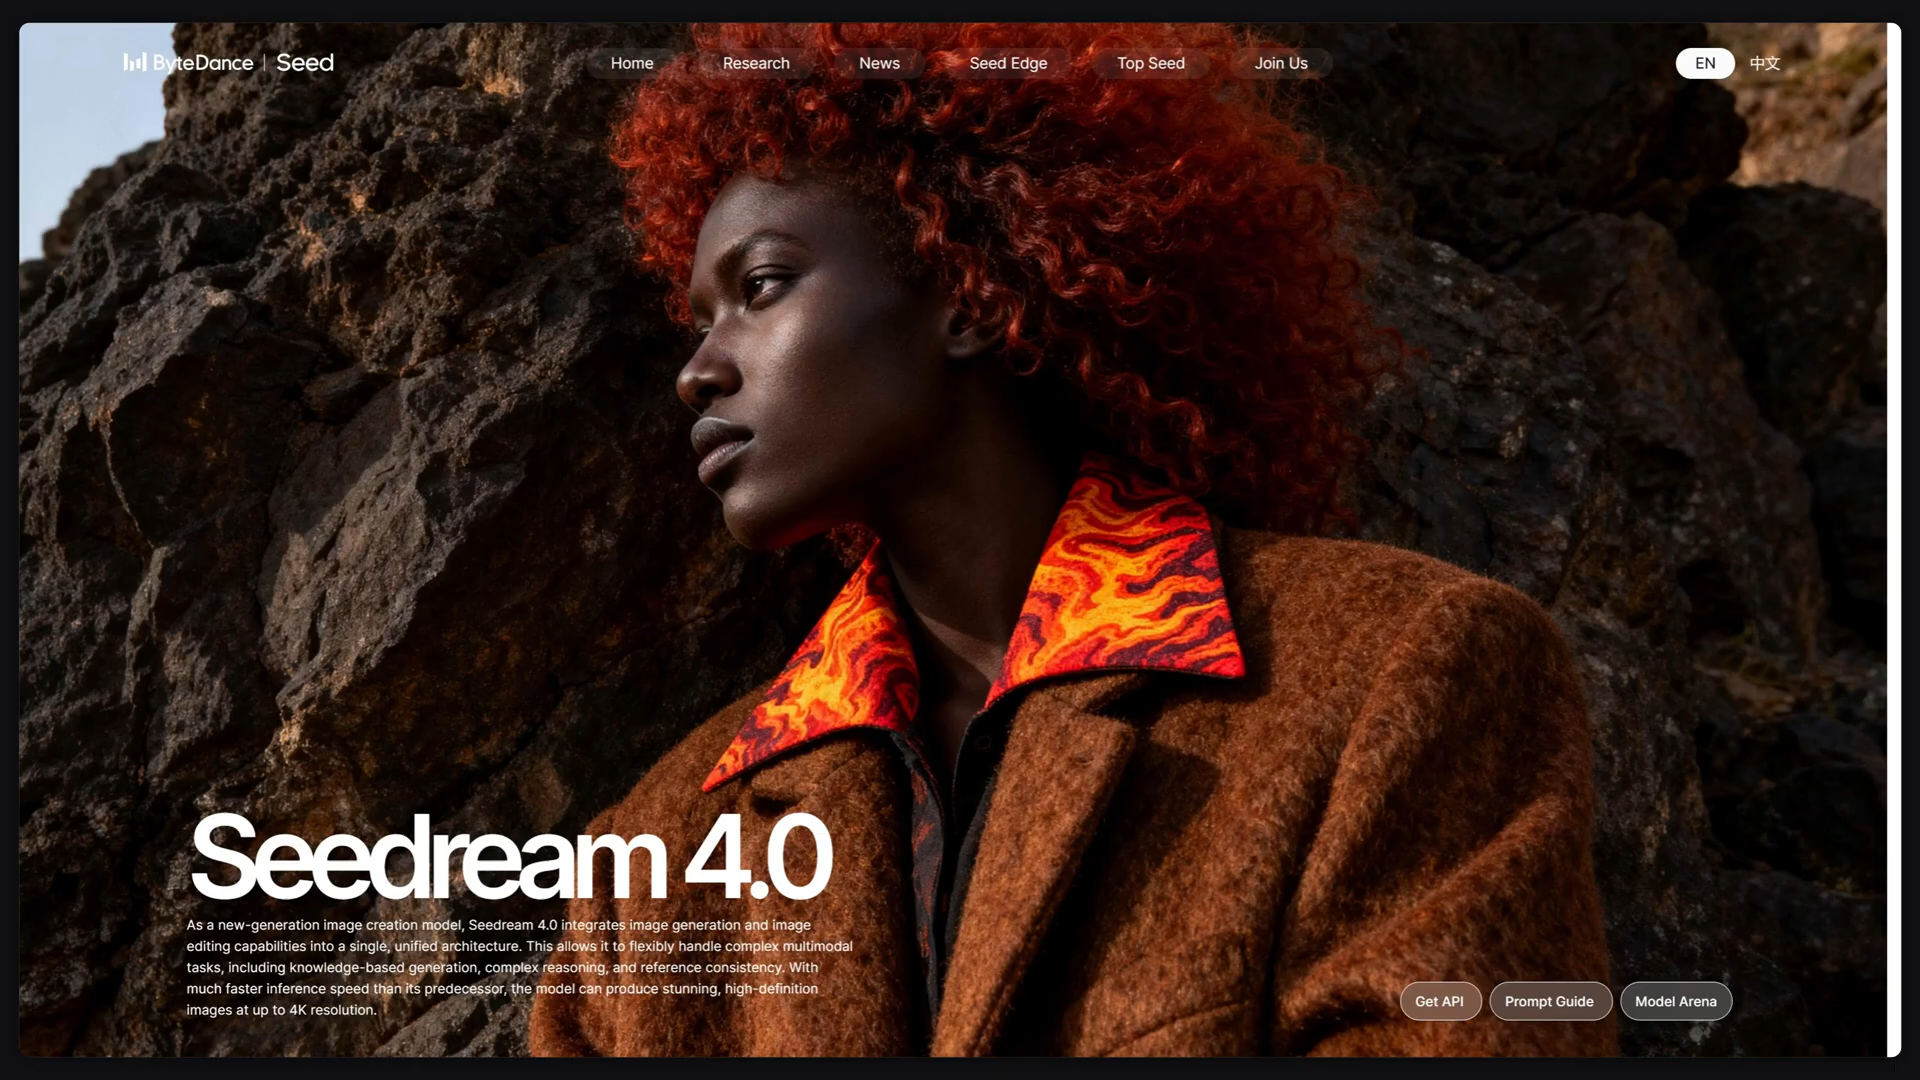 ByteDance | Seed
Home Research News Seed Edge Top Seed Join Us
EN 中文
Seedream 4.0
As a new-generation image creation model, Seedream 4.0 integrates image generation and image
editing capabilities into a single, unified architecture. This allows it to flexibly handle complex multimodal
tasks, including knowledge-based generation, complex reasoning, and reference consistency. With
much faster inference speed than its predecessor, the model can produce stunning, high-definition
images at up to 4K resolution.
Get API Prompt Guide Model Arena